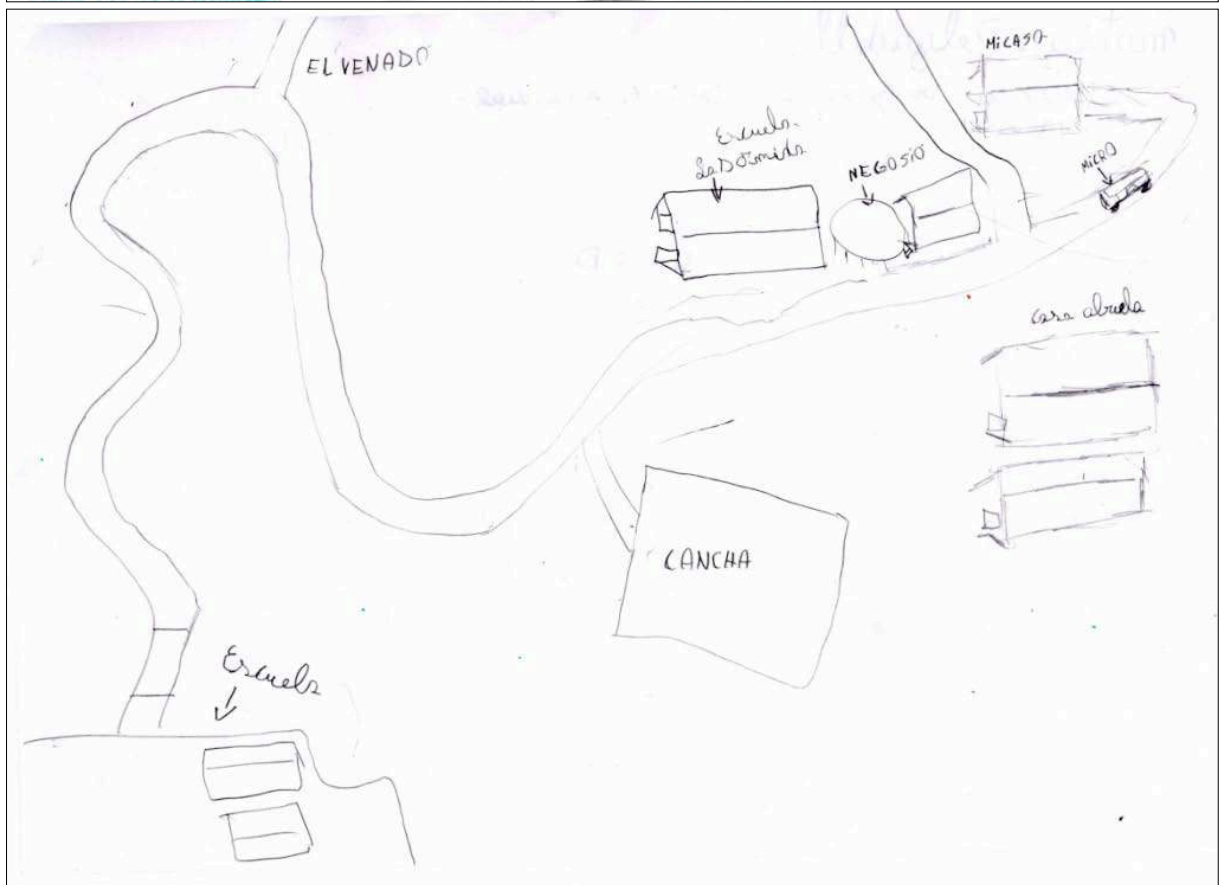 EL VENADO
MiCASA
Escuela
La Dormida
NEGOSiO
MiCRO
Casa abuela
CANCHA
Escuela